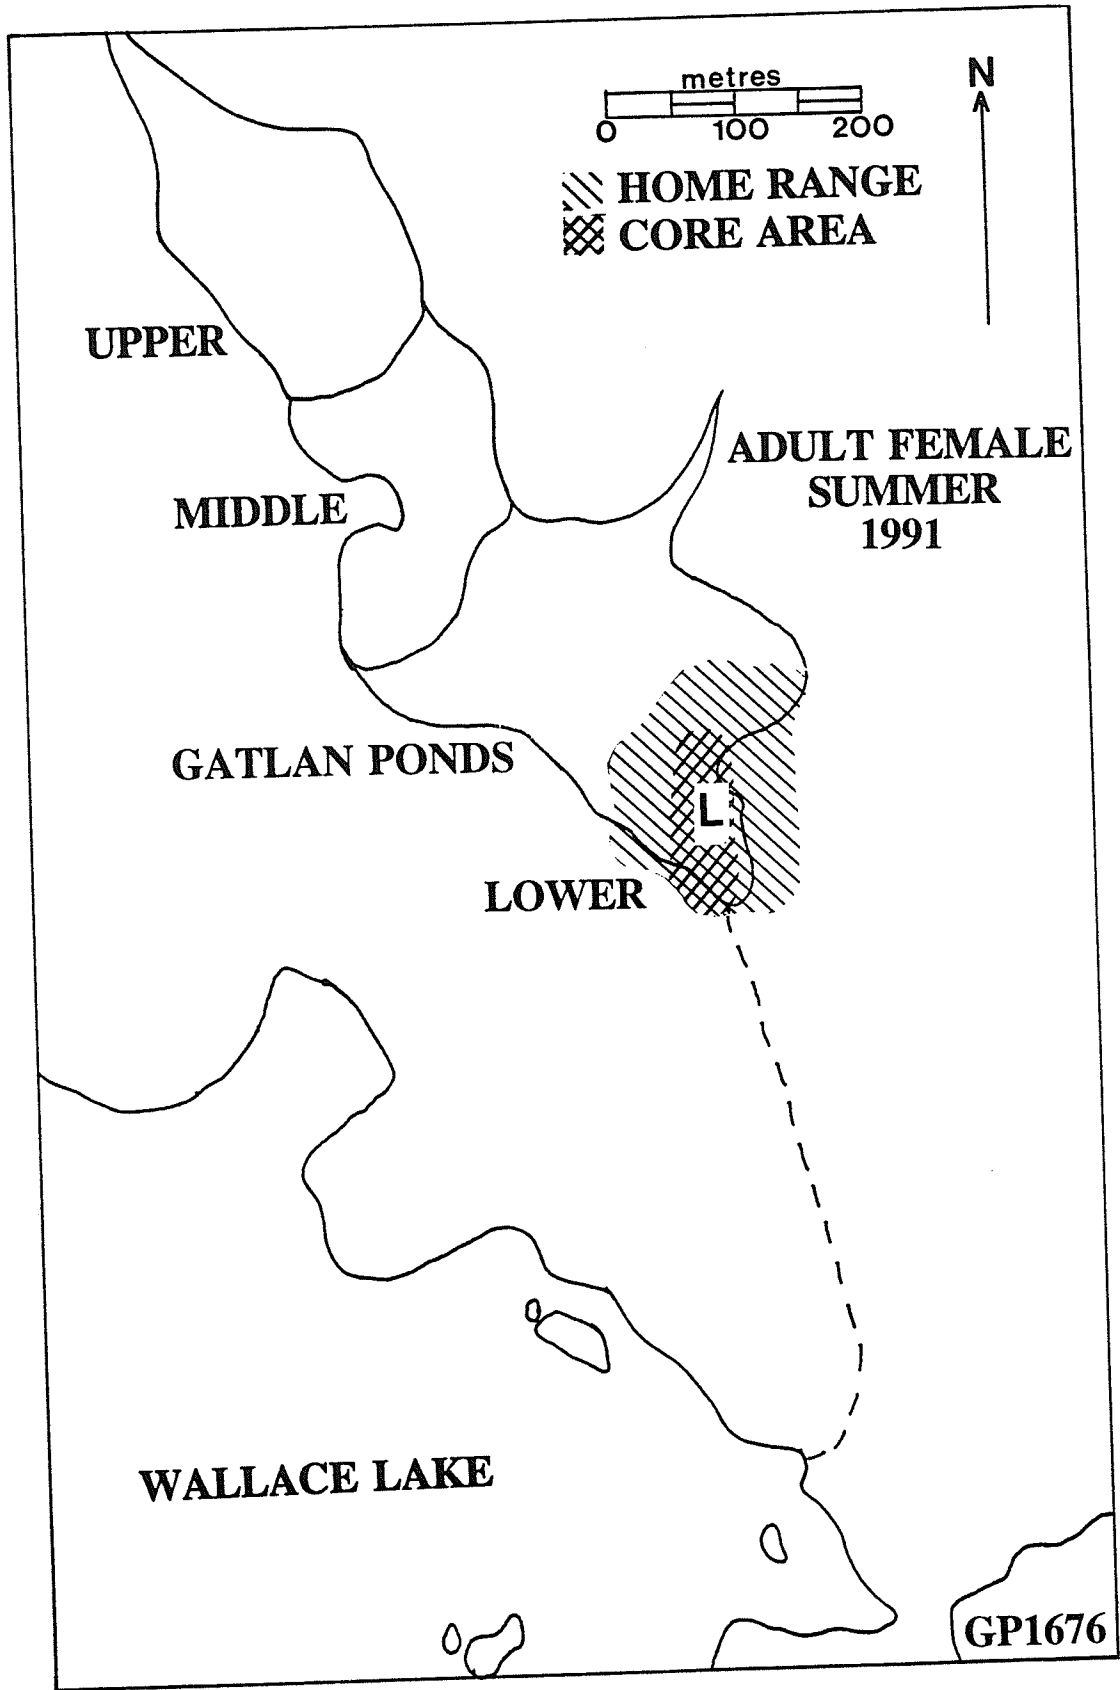 metres
0 100 200
N
HOME RANGE
CORE AREA
UPPER
ADULT FEMALE
SUMMER
1991
MIDDLE
GATLAN PONDS
L
LOWER
WALLACE LAKE
GP1676